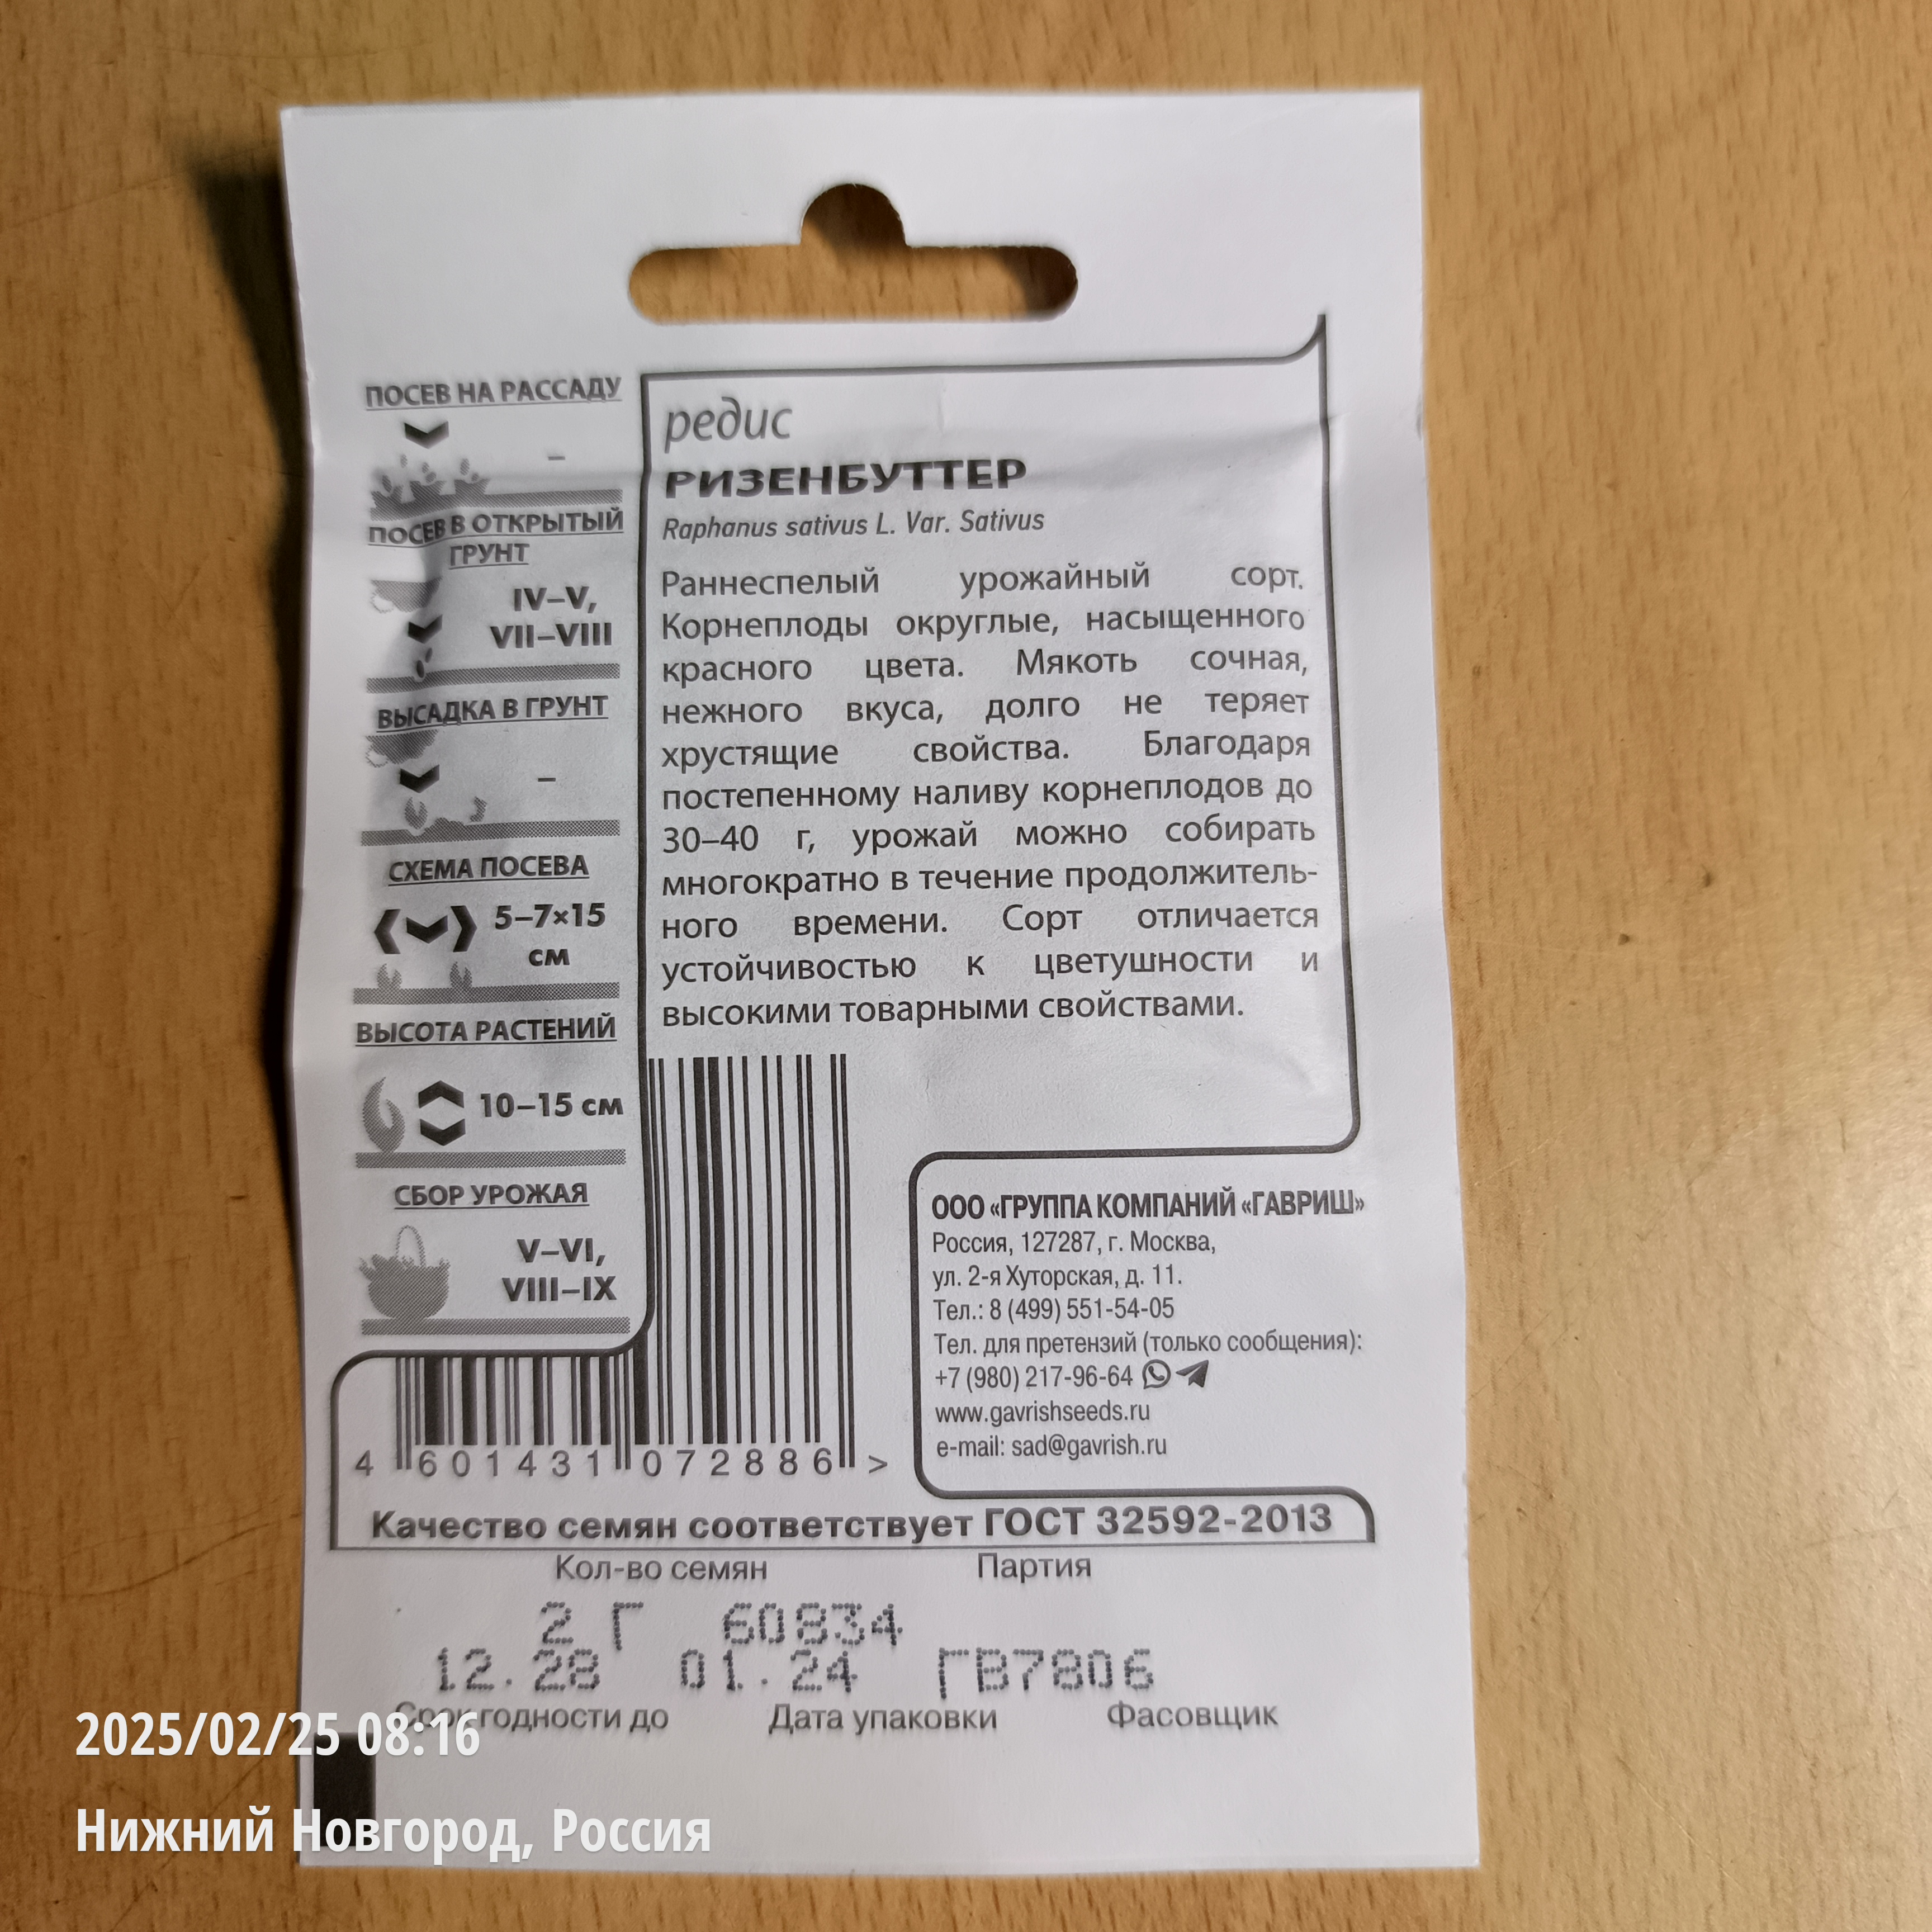 ПОСЕВ НА РАССАДУ
–
ПОСЕВ В ОТКРЫТЫЙ
ГРУНТ
IV–V,
VII–VIII
ВЫСАДКА В ГРУНТ
–
СХЕМА ПОСЕВА
5–7×15
см
ВЫСОТА РАСТЕНИЙ
10–15 см
СБОР УРОЖАЯ
V–VI,
VIII–IX
редис
РИЗЕНБУТТЕР
Raphanus sativus L. Var. Sativus
Раннеспелый урожайный сорт.
Корнеплоды округлые, насыщенного
красного цвета. Мякоть сочная,
нежного вкуса, долго не теряет
хрустящие свойства. Благодаря
постепенному наливу корнеплодов до
30–40 г, урожай можно собирать
многократно в течение продолжитель-
ного времени. Сорт отличается
устойчивостью к цветушности и
высокими товарными свойствами.
ООО «ГРУППА КОМПАНИЙ «ГАВРИШ»
Россия, 127287, г. Москва,
ул. 2-я Хуторская, д. 11.
Тел.: 8 (499) 551-54-05
Тел. для претензий (только сообщения):
+7 (980) 217-96-64
www.gavrishseeds.ru
e-mail: sad@gavrish.ru
4 601431 072886 >
Качество семян соответствует ГОСТ 32592-2013
Кол-во семян Партия
2 Г 60834
12.28 01.24 ГВ7806
Срок годности до Дата упаковки Фасовщик
2025/02/25 08:16
Нижний Новгород, Россия